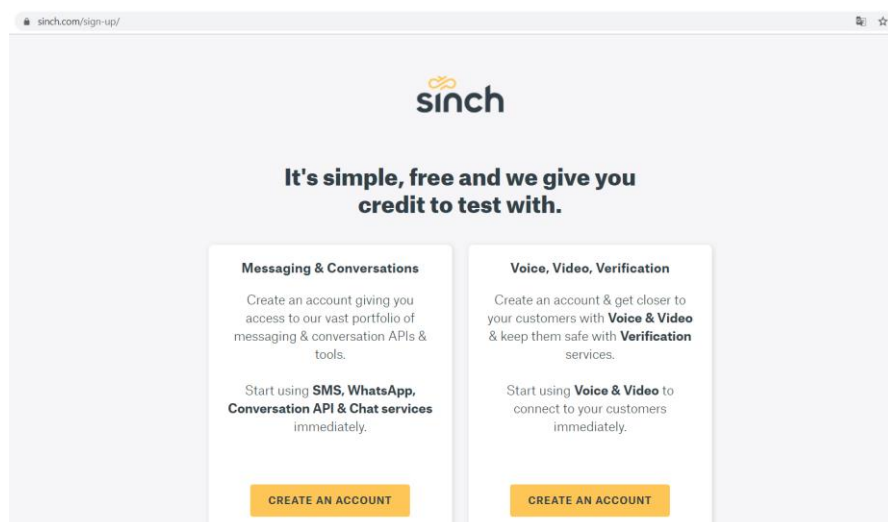 sinch.com/sign-up/
sinch
It's simple, free and we give you
credit to test with.
Messaging & Conversations
Create an account giving you
access to our vast portfolio of
messaging & conversation APIs &
tools.
Start using SMS, WhatsApp,
Conversation API & Chat services
immediately.
CREATE AN ACCOUNT
Voice, Video, Verification
Create an account & get closer to
your customers with Voice & Video
& keep them safe with Verification
services.
Start using Voice & Video to
connect to your customers
immediately.
CREATE AN ACCOUNT